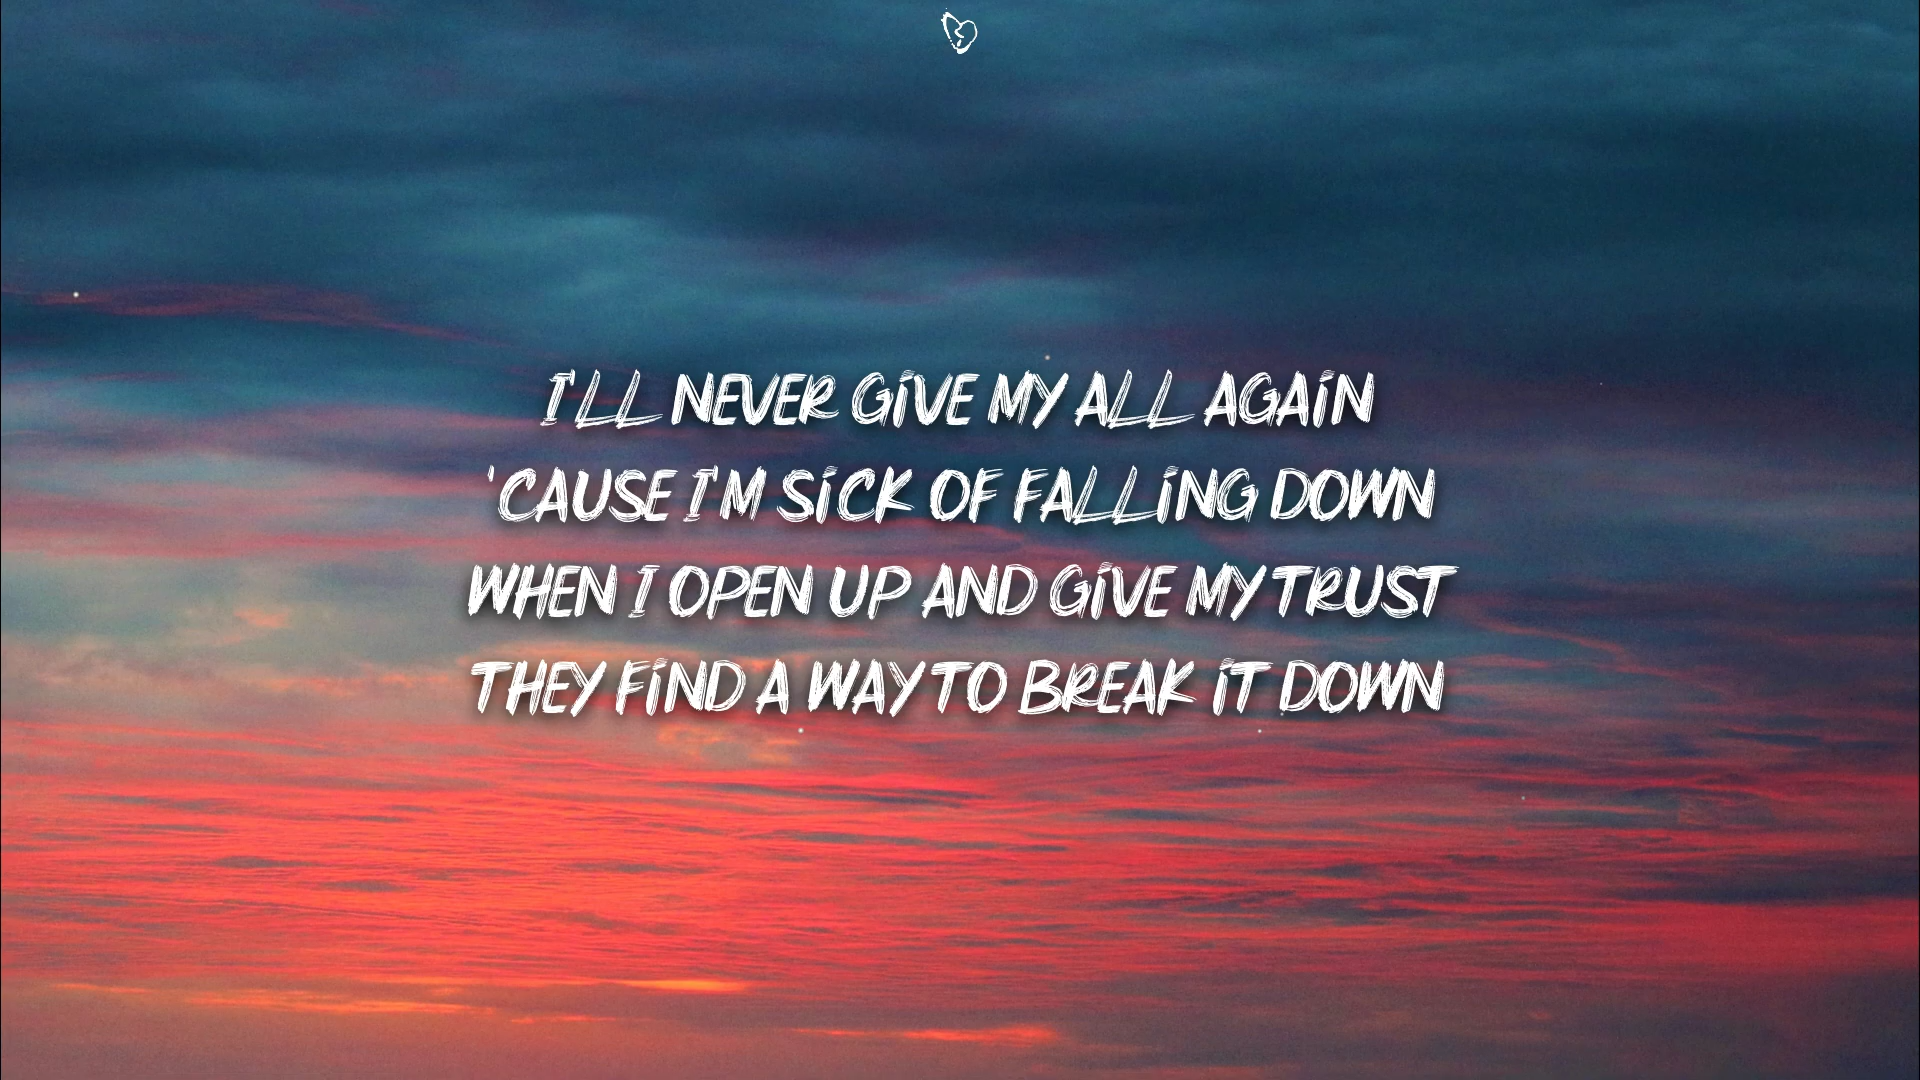 I'LL NEVER GIVE MY ALL AGAIN
'CAUSE I'M SICK OF FALLING DOWN
WHEN I OPEN UP AND GIVE MY TRUST
THEY FIND A WAY TO BREAK IT DOWN